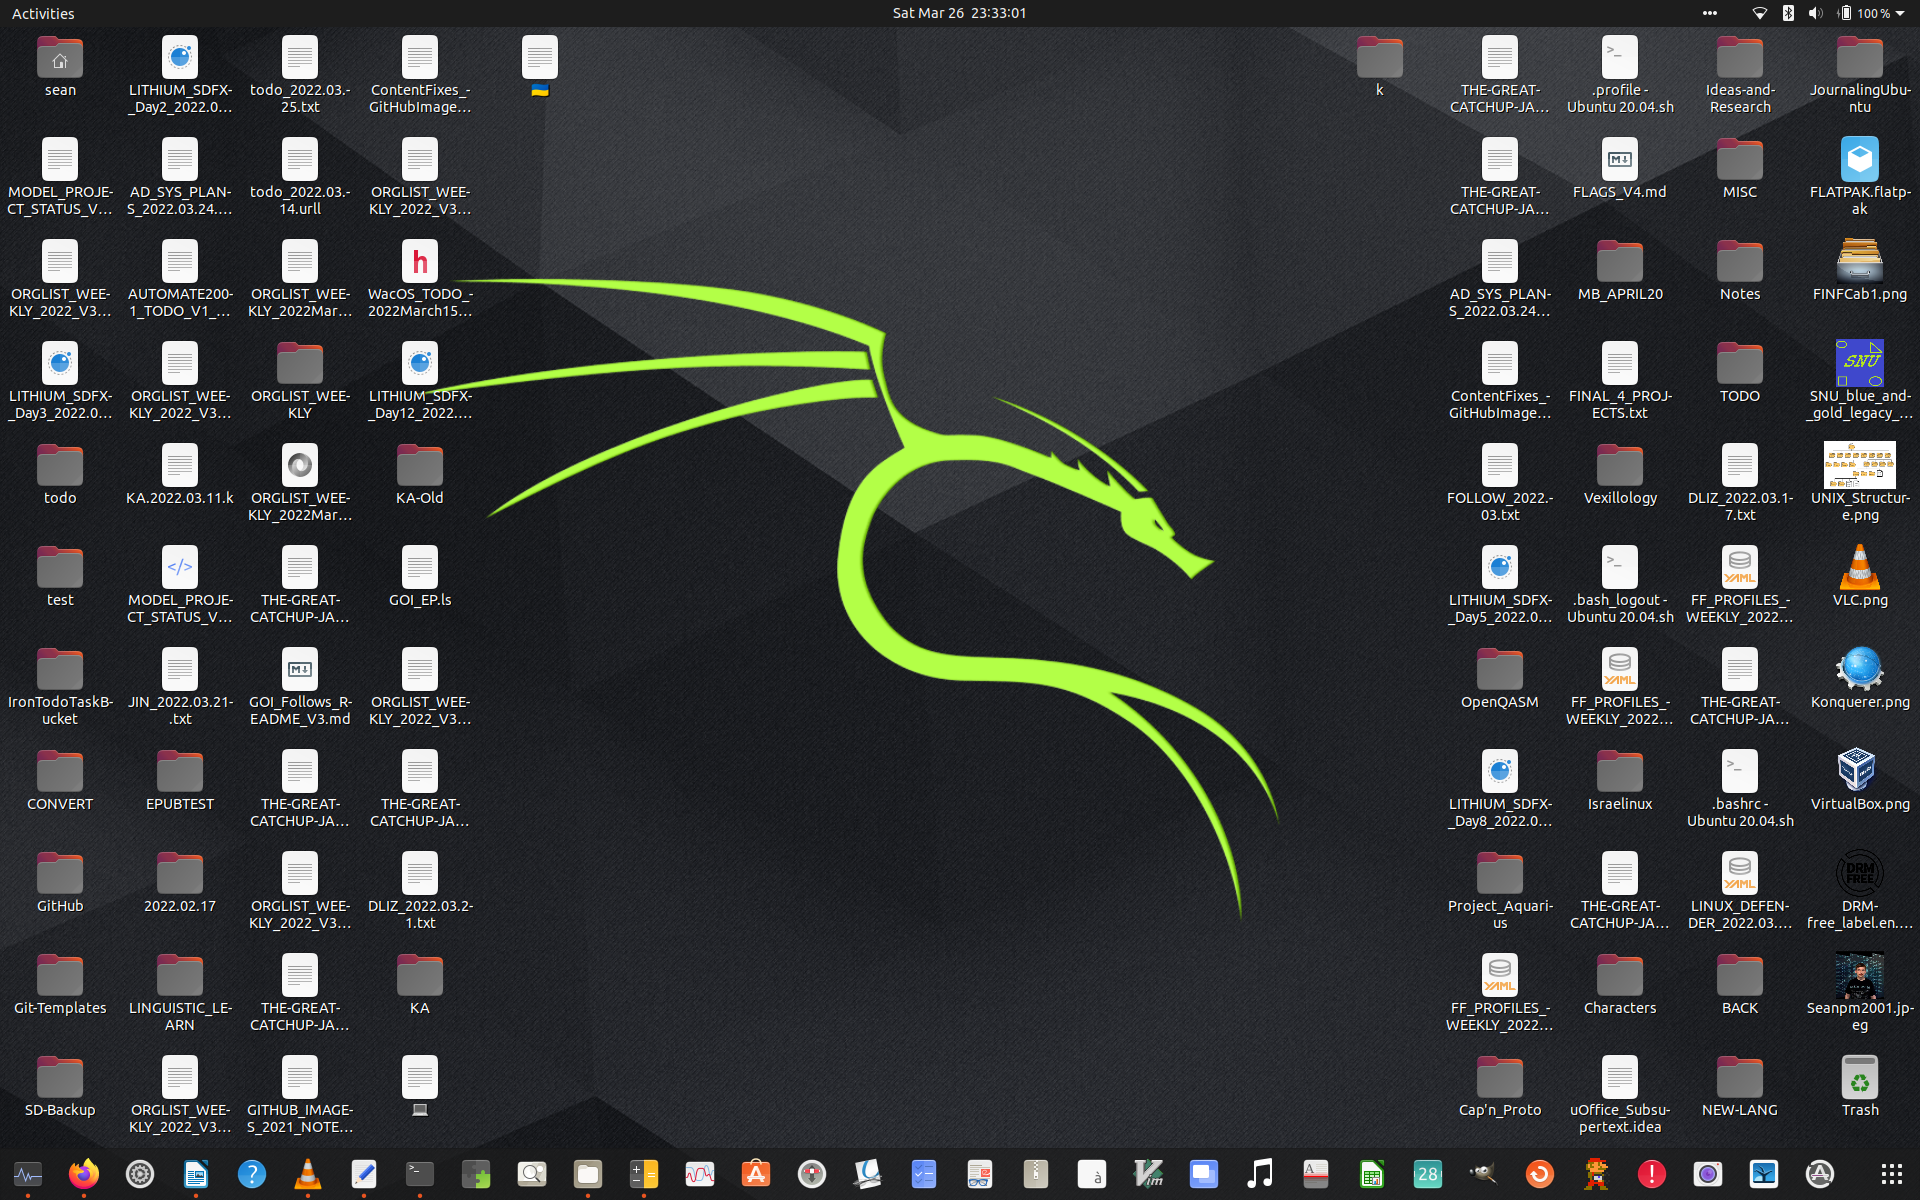 Activities
Sat Mar 26 23:33:01
100 %
sean
LITHIUM_SDFX-
_Day2_2022.0...
todo_2022.03.-
25.txt
ContentFixes_-
GitHubImage...
🇺🇦
k
THE-GREAT-
CATCHUP-JA...
.profile -
Ubuntu 20.04.sh
Ideas-and-
Research
JournalingUbu-
ntu
MODEL_PROJE-
CT_STATUS_V...
AD_SYS_PLAN-
S_2022.03.24....
todo_2022.03.-
14.urll
ORGLIST_WEE-
KLY_2022_V3...
THE-GREAT-
CATCHUP-JA...
FLAGS_V4.md
MISC
FLATPAK.flatp-
ak
ORGLIST_WEE-
KLY_2022_V3...
AUTOMATE200-
1_TODO_V1_...
ORGLIST_WEE-
KLY_2022Mar...
h
WacOS_TODO_-
2022March15...
AD_SYS_PLAN-
S_2022.03.24...
MB_APRIL20
Notes
FINFCab1.png
LITHIUM_SDFX-
_Day3_2022.0...
ORGLIST_WEE-
KLY_2022_V3...
ORGLIST_WEE-
KLY
LITHIUM_SDFX-
_Day12_2022....
ContentFixes_-
GitHubImage...
FINAL_4_PROJ-
ECTS.txt
TODO
SNU
SNU_blue_and-
_gold_legacy_...
todo
KA.2022.03.11.k
ORGLIST_WEE-
KLY_2022Mar...
KA-Old
FOLLOW_2022.-
03.txt
Vexillology
DLIZ_2022.03.1-
7.txt
UNIX_Structur-
e.png
test
MODEL_PROJE-
CT_STATUS_V...
THE-GREAT-
CATCHUP-JA...
GOI_EP.ls
LITHIUM_SDFX-
_Day5_2022.0...
.bash_logout -
Ubuntu 20.04.sh
YAML
FF_PROFILES_-
WEEKLY_2022...
VLC.png
IronTodoTaskB-
ucket
JIN_2022.03.21-
.txt
GOI_Follows_R-
EADME_V3.md
ORGLIST_WEE-
KLY_2022_V3...
OpenQASM
YAML
FF_PROFILES_-
WEEKLY_2022...
THE-GREAT-
CATCHUP-JA...
Konquerer.png
CONVERT
EPUBTEST
THE-GREAT-
CATCHUP-JA...
THE-GREAT-
CATCHUP-JA...
LITHIUM_SDFX-
_Day8_2022.0...
Israelinux
.bashrc -
Ubuntu 20.04.sh
VirtualBox.png
GitHub
2022.02.17
ORGLIST_WEE-
KLY_2022_V3...
DLIZ_2022.03.2-
1.txt
Project_Aquari-
us
THE-GREAT-
CATCHUP-JA...
YAML
LINUX_DEFEN-
DER_2022.03....
DRM
FREE
DRM-
free_label.en....
Git-Templates
LINGUISTIC_LE-
ARN
THE-GREAT-
CATCHUP-JA...
KA
YAML
FF_PROFILES_-
WEEKLY_2022...
Characters
BACK
Seanpm2001.jp-
eg
SD-Backup
ORGLIST_WEE-
KLY_2022_V3...
GITHUB_IMAGE-
S_2021_NOTE...
💻
Cap'n_Proto
uOffice_Subsu-
pertext.idea
NEW-LANG
Trash
à
Vim
28